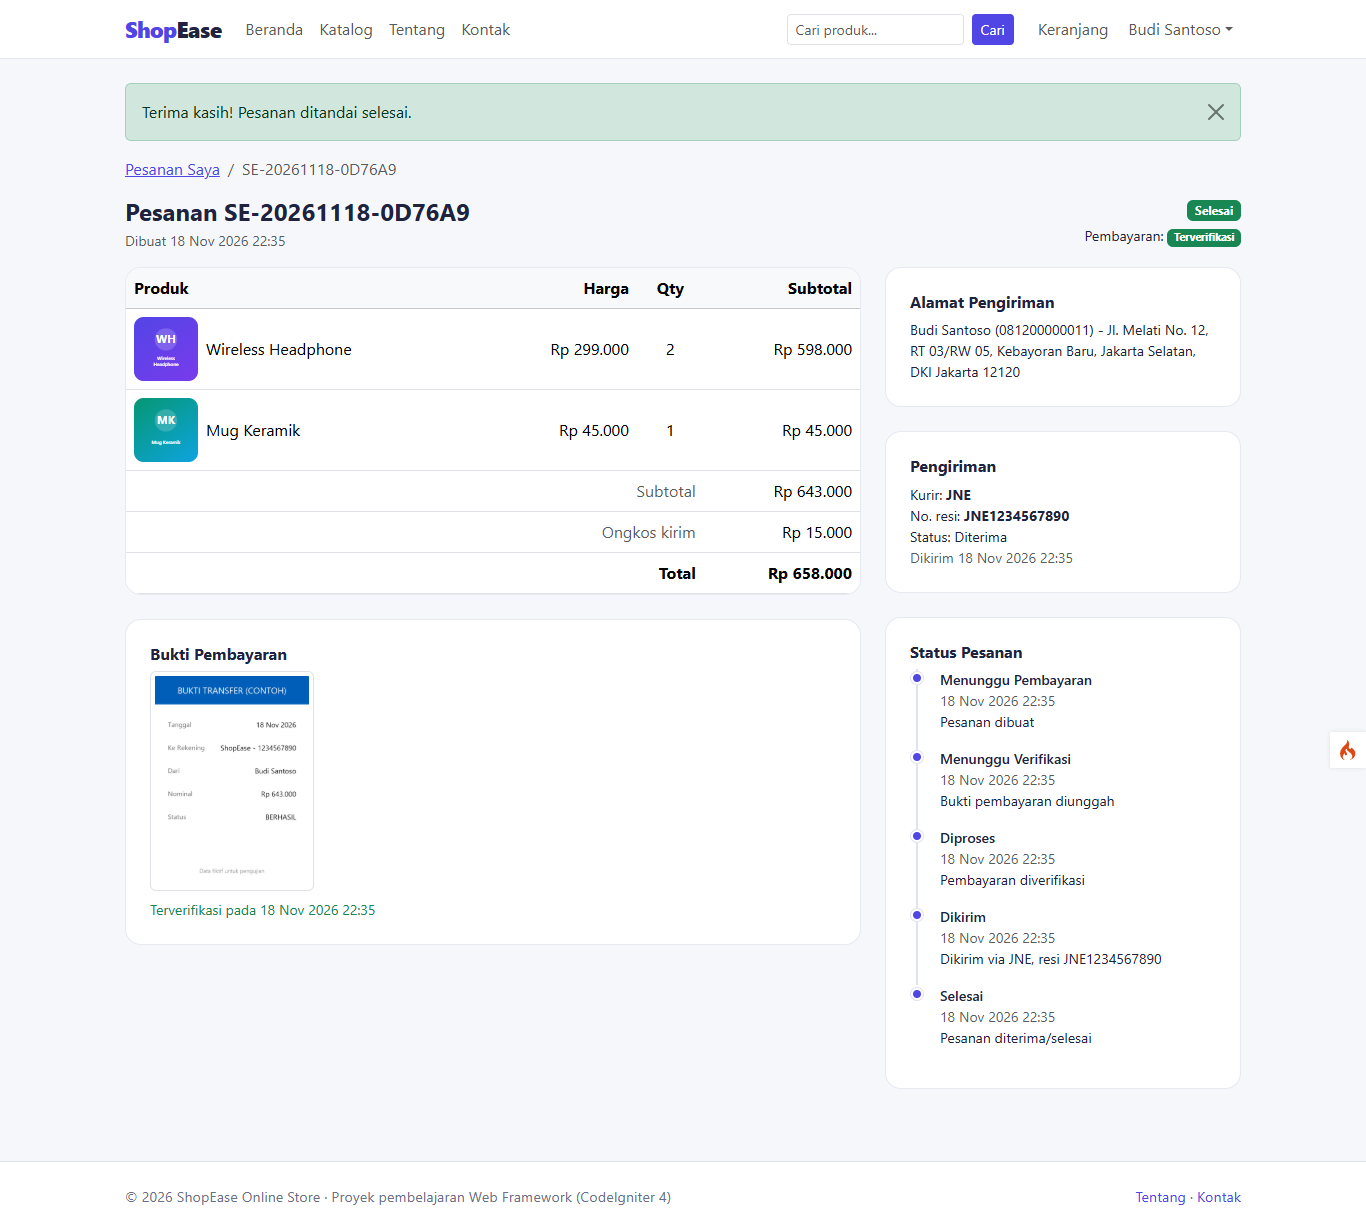 ShopEase Beranda Katalog Tentang Kontak Cari produk... Cari Keranjang Budi Santoso
Terima kasih! Pesanan ditandai selesai.
Pesanan Saya / SE-20261118-0D76A9
Pesanan SE-20261118-0D76A9
Dibuat 18 Nov 2026 22:35
Selesai
Pembayaran: Terverifikasi
Produk Harga Qty Subtotal
WH
Wireless
Headphone
Wireless Headphone Rp 299.000 2 Rp 598.000
MK
Mug Keramik
Mug Keramik Rp 45.000 1 Rp 45.000
Subtotal Rp 643.000
Ongkos kirim Rp 15.000
Total Rp 658.000
Bukti Pembayaran
BUKTI TRANSFER (CONTOH)
Tanggal 18 Nov 2026
Ke Rekening ShopEase - 1234567890
Dari Budi Santoso
Nominal Rp 643.000
Status BERHASIL
Data fiktif untuk pengujian
Terverifikasi pada 18 Nov 2026 22:35
Alamat Pengiriman
Budi Santoso (081200000011) - Jl. Melati No. 12,
RT 03/RW 05, Kebayoran Baru, Jakarta Selatan,
DKI Jakarta 12120
Pengiriman
Kurir: JNE
No. resi: JNE1234567890
Status: Diterima
Dikirim 18 Nov 2026 22:35
Status Pesanan
Menunggu Pembayaran
18 Nov 2026 22:35
Pesanan dibuat
Menunggu Verifikasi
18 Nov 2026 22:35
Bukti pembayaran diunggah
Diproses
18 Nov 2026 22:35
Pembayaran diverifikasi
Dikirim
18 Nov 2026 22:35
Dikirim via JNE, resi JNE1234567890
Selesai
18 Nov 2026 22:35
Pesanan diterima/selesai
© 2026 ShopEase Online Store · Proyek pembelajaran Web Framework (CodeIgniter 4)
Tentang · Kontak